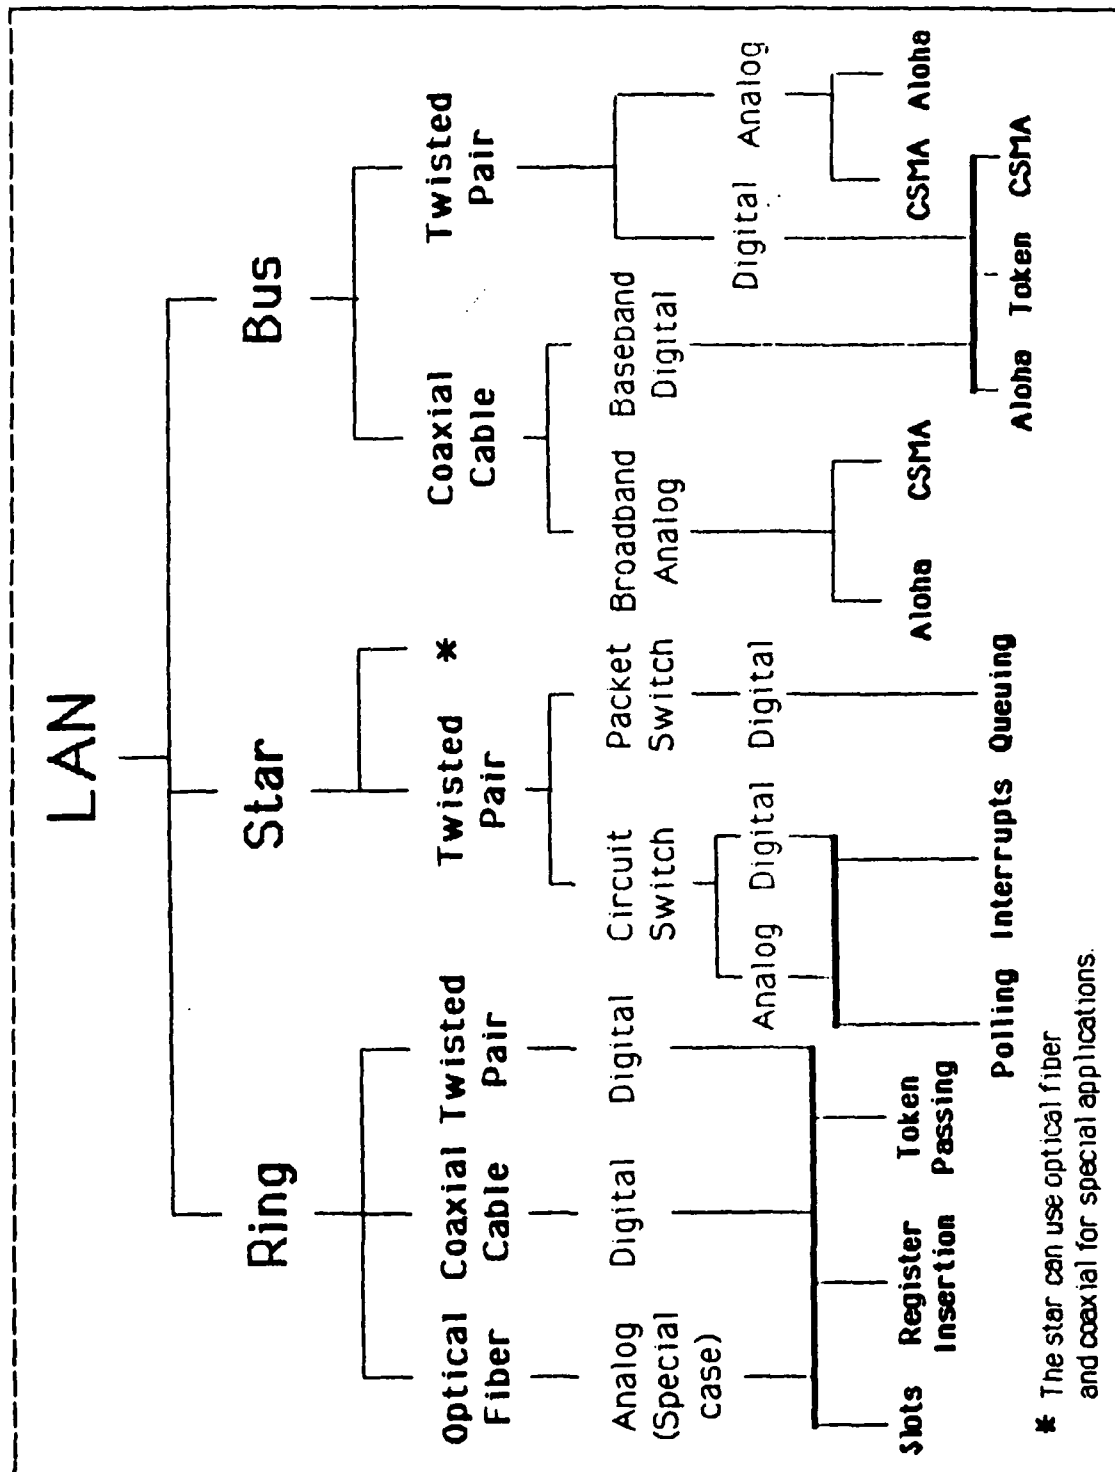 LAN
Ring Star Bus
Optical Coaxial Twisted Twisted * Coaxial Twisted
Fiber Cable Pair Pair Cable Pair
Analog Digital Digital Circuit Packet Broadband Baseband
(Special Switch Switch Analog Digital
case)
Analog Digital Digital Digital Analog
Slots Register Token Aloha CSMA CSMA Aloha
Insertion Passing
Polling Interrupts Queuing Aloha Token CSMA
* The star can use optical fiber
and coaxial for special applications.